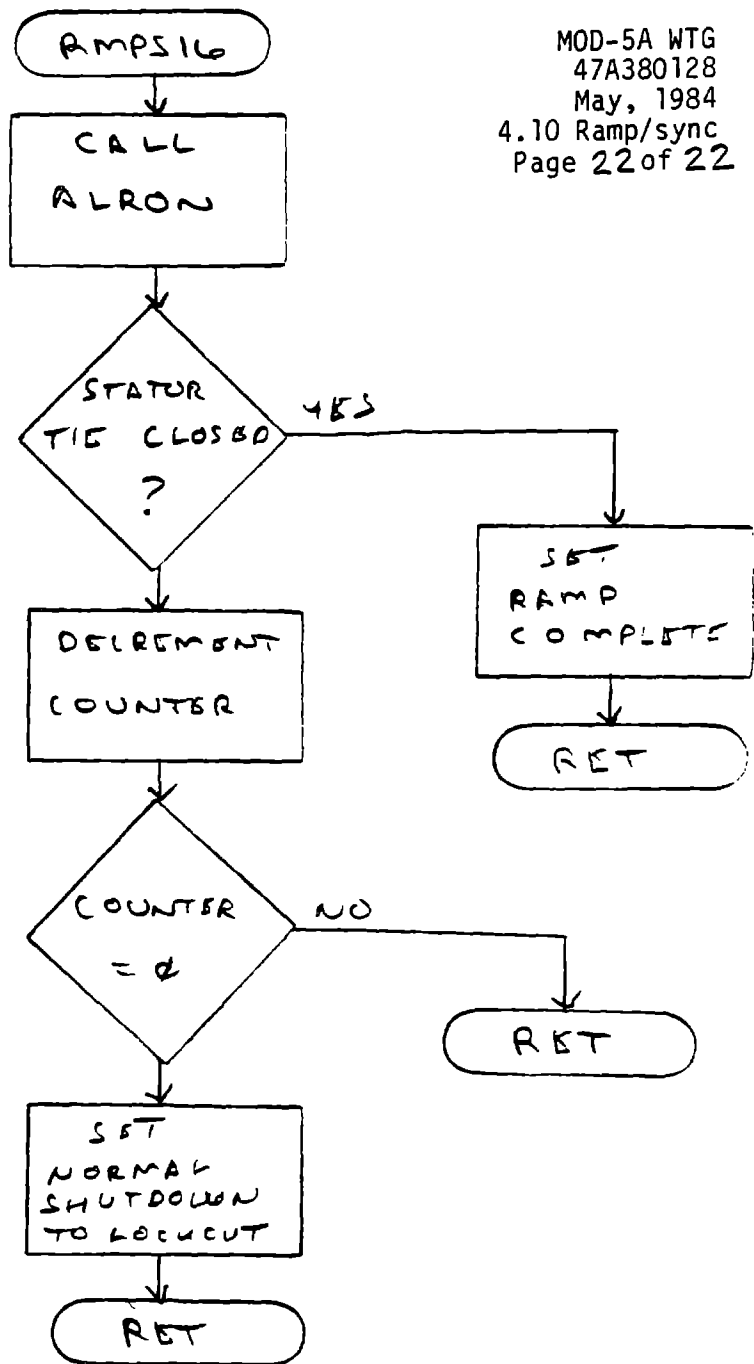 RMPS16
MOD-5A WTG
47A380128
May, 1984
4.10 Ramp/sync
Page 22 of 22
CALL
ALRON
STATOR
TIE CLOSED
?
YES
SET
RAMP
COMPLETE
RET
DECREMENT
COUNTER
COUNTER
= 0
NO
RET
SET
NORMAL
SHUTDOWN
TO LOCKOUT
RET